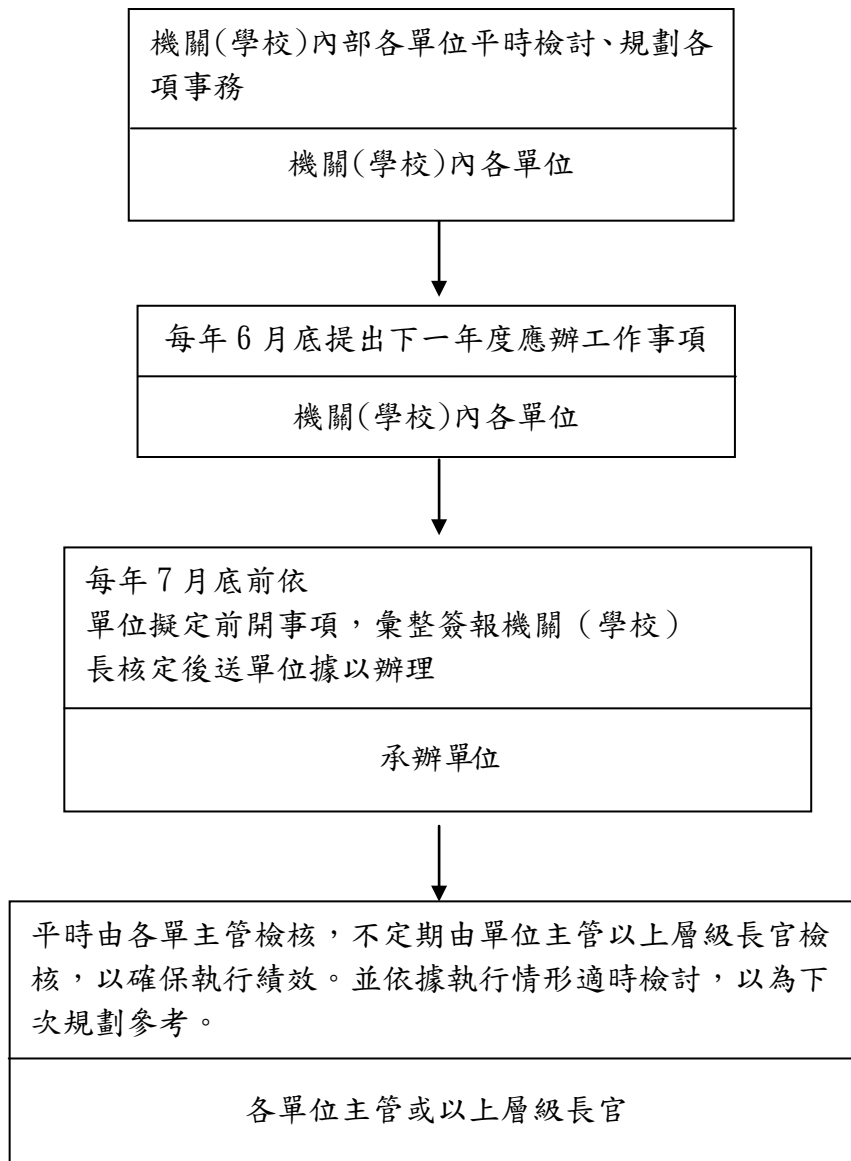 機關(學校)內部各單位平時檢討、規劃各
項事務
機關(學校)內各單位
每年 6 月底提出下一年度應辦工作事項
機關(學校)內各單位
每年 7 月底前依
單位擬定前開事項，彙整簽報機關（學校）
長核定後送單位據以辦理
承辦單位
平時由各單主管檢核，不定期由單位主管以上層級長官檢
核，以確保執行績效。並依據執行情形適時檢討，以為下
次規劃參考。
各單位主管或以上層級長官